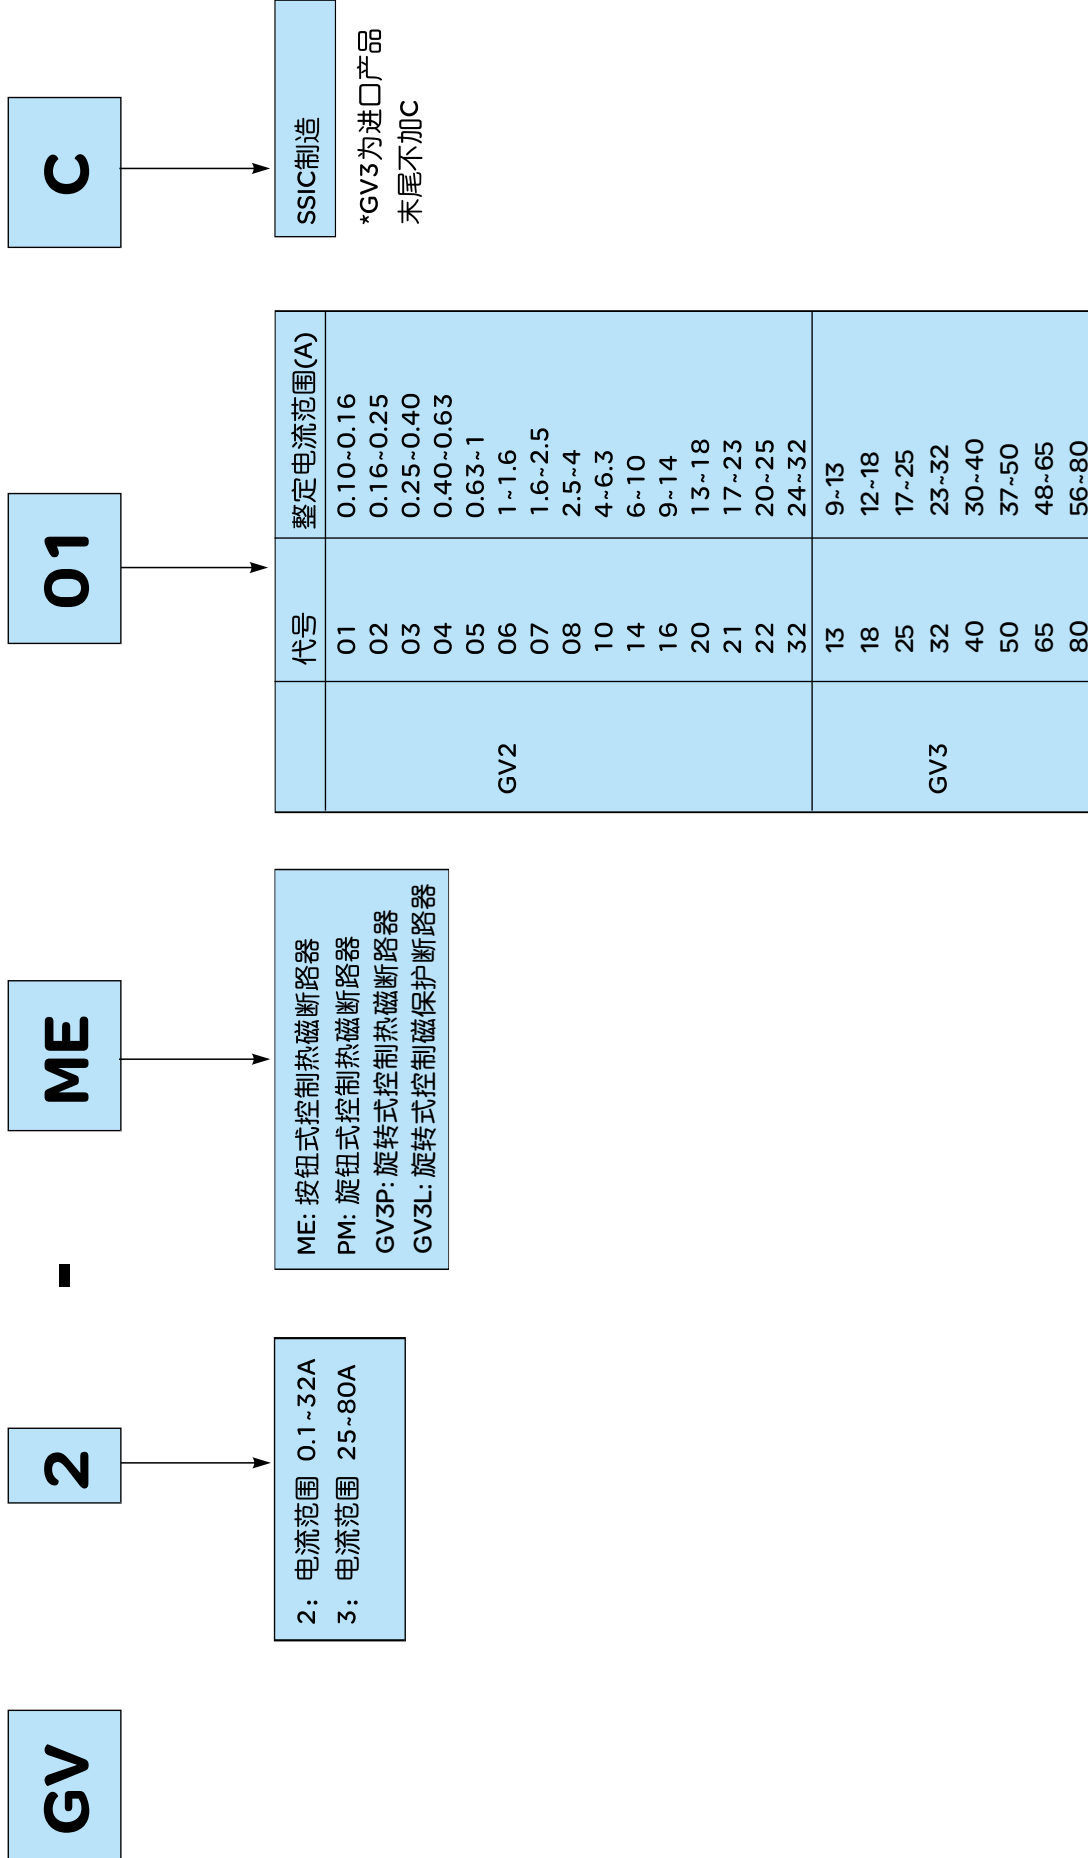 GV
2
-
ME
01
C
2: 电流范围 0.1~32A
3: 电流范围 25~80A
ME: 按钮式控制热磁断路器
PM: 旋钮式控制热磁断路器
GV3P: 旋转式控制热磁断路器
GV3L: 旋转式控制磁保护断路器
代号 整定电流范围(A)
01 0.10~0.16
02 0.16~0.25
03 0.25~0.40
04 0.40~0.63
05 0.63~1
GV2 06 1~1.6
07 1.6~2.5
08 2.5~4
10 4~6.3
14 6~10
16 9~14
20 13~18
21 17~23
22 20~25
32 24~32
13 9~13
18 12~18
25 17~25
GV3 32 23~32
40 30~40
50 37~50
65 48~65
80 56~80
SSIC制造
*GV3为进口产品
末尾不加C